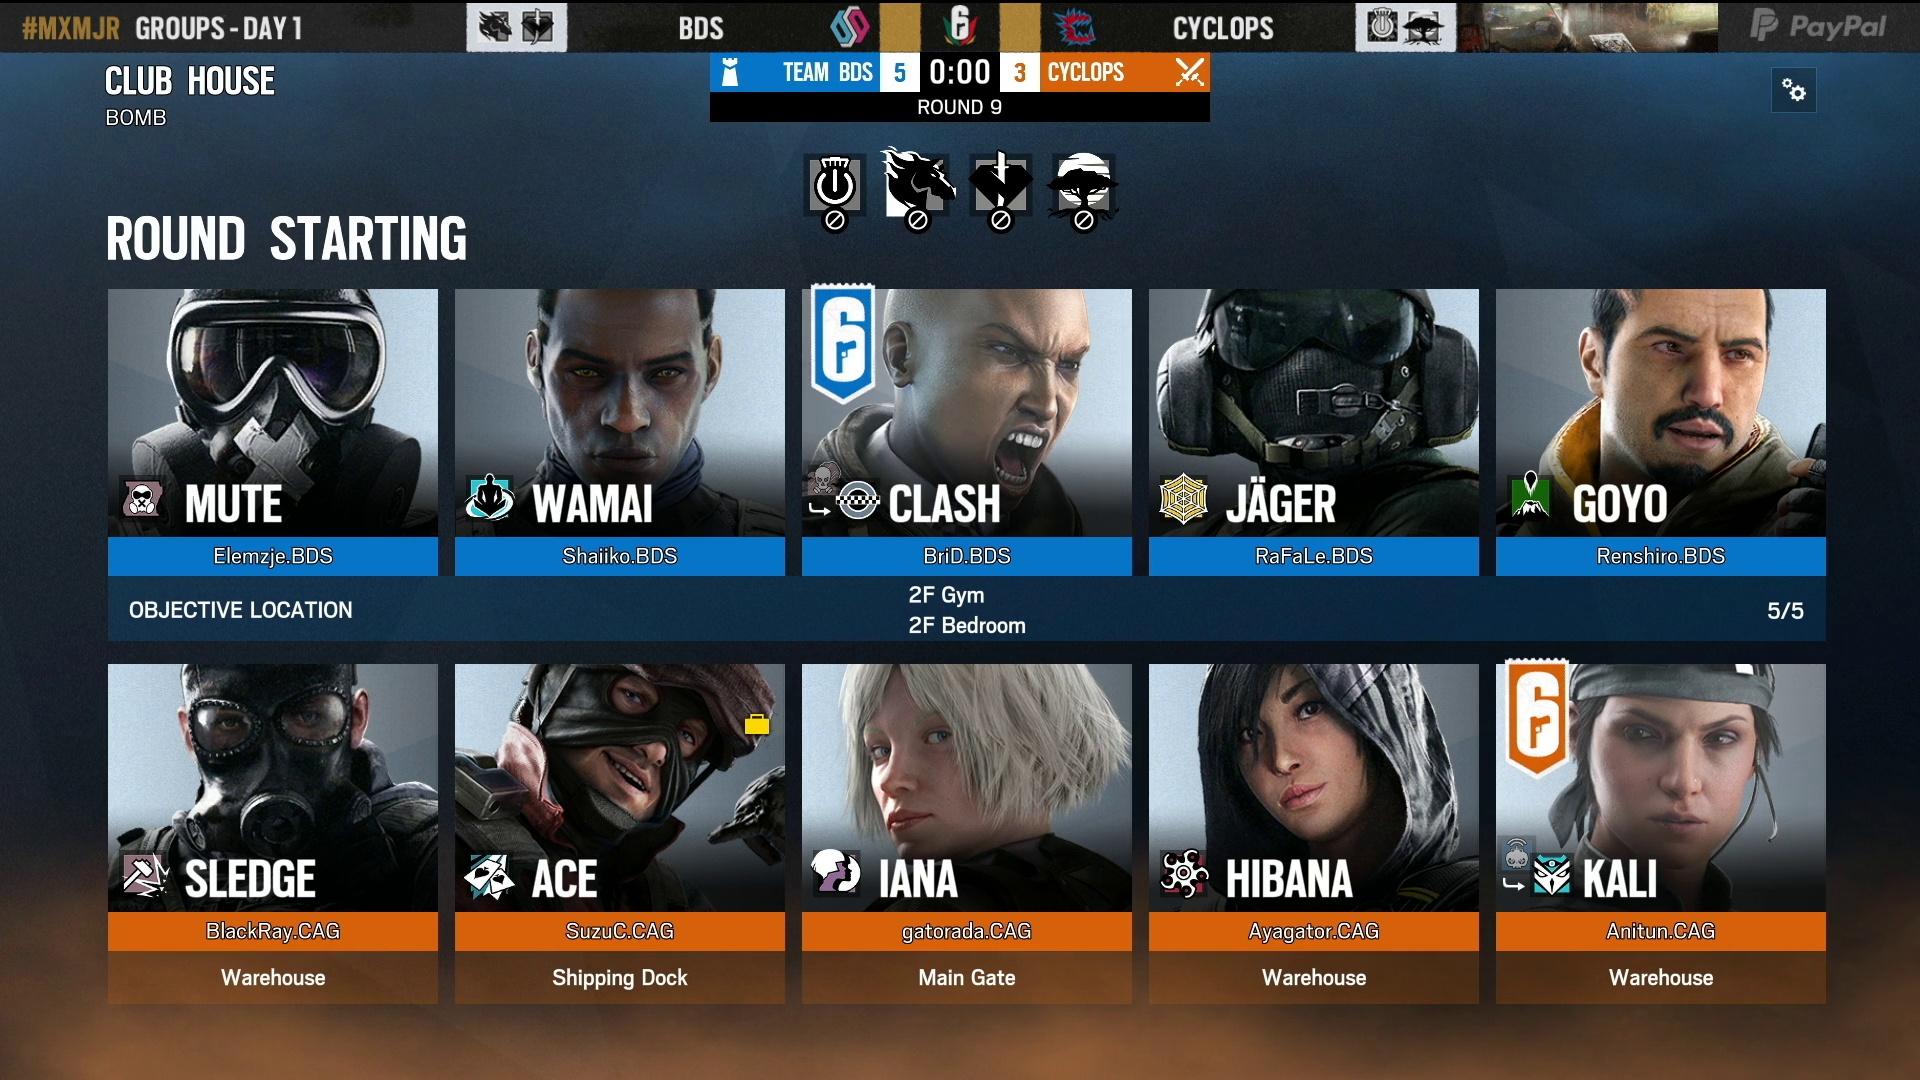 #MXMJR GROUPS - DAY 1
BDS
6
CYCLOPS
PayPal
CLUB HOUSE
BOMB
TEAM BDS 5 0:00 3 CYCLOPS
ROUND 9
ROUND STARTING
6
MUTE
WAMAI
CLASH
JÄGER
GOYO
Elemzje.BDS
Shaiiko.BDS
BriD.BDS
RaFaLe.BDS
Renshiro.BDS
OBJECTIVE LOCATION
2F Gym
2F Bedroom
5/5
6
SLEDGE
ACE
IANA
HIBANA
KALI
BlackRay.CAG
SuzuC.CAG
gatorada.CAG
Ayagator.CAG
Anitun.CAG
Warehouse
Shipping Dock
Main Gate
Warehouse
Warehouse